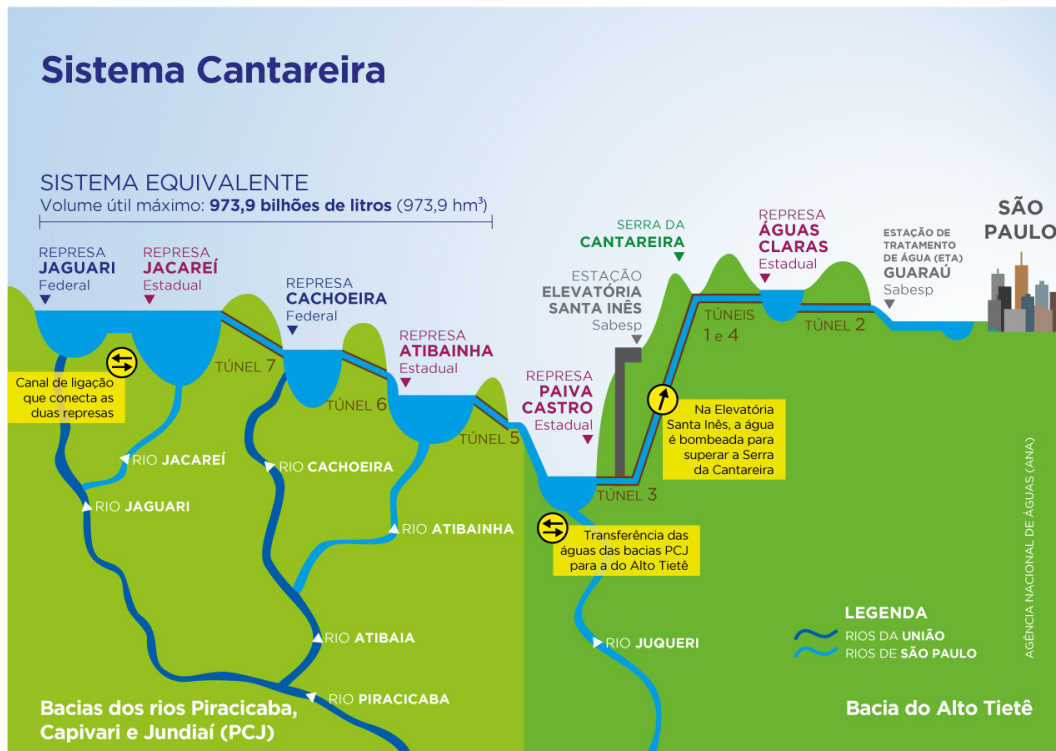 Sistema Cantareira
SISTEMA EQUIVALENTE
Volume útil máximo: 973,9 bilhões de litros (973,9 hm³)
REPRESA
JAGUARI
Federal
REPRESA
JACAREÍ
Estadual
REPRESA
CACHOEIRA
Federal
REPRESA
ATIBAINHA
Estadual
REPRESA
PAIVA
CASTRO
Estadual
ESTAÇÃO
ELEVATÓRIA
SANTA INÊS
Sabesp
SERRA DA
CANTAREIRA
REPRESA
ÁGUAS
CLARAS
Estadual
ESTAÇÃO DE
TRATAMENTO
DE ÁGUA (ETA)
GUARAÚ
Sabesp
SÃO
PAULO
TÚNEL 7
TÚNEL 6
TÚNEL 5
TÚNEL 3
TÚNEIS
1 e 4
TÚNEL 2
Canal de ligação
que conecta as
duas represas
Na Elevatória
Santa Inês, a água
é bombeada para
superar a Serra
da Cantareira
Transferência das
águas das bacias PCJ
para a do Alto Tietê
RIO JACAREÍ
RIO JAGUARI
RIO CACHOEIRA
RIO ATIBAINHA
RIO ATIBAIA
RIO PIRACICABA
RIO JUQUERI
LEGENDA
RIOS DA UNIÃO
RIOS DE SÃO PAULO
AGÊNCIA NACIONAL DE ÁGUAS (ANA)
Bacias dos rios Piracicaba,
Capivari e Jundiaí (PCJ)
Bacia do Alto Tietê